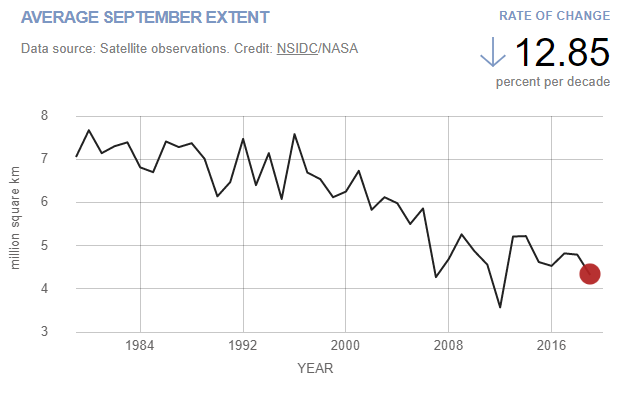 AVERAGE SEPTEMBER EXTENT
RATE OF CHANGE
Data source: Satellite observations. Credit: NSIDC/NASA
↓ 12.85
percent per decade
8
7
6
5
4
3
million square km
1984
1992
2000
2008
2016
YEAR